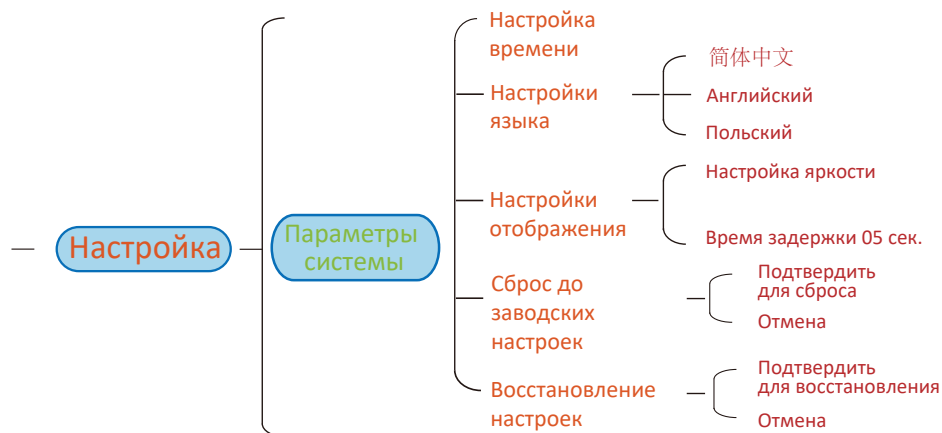 Настройка
Параметры
системы
Настройка
времени
Настройки
языка
简体中文
Английский
Польский
Настройки
отображения
Настройка яркости
Время задержки 05 сек.
Сброс до
заводских
настроек
Подтвердить
для сброса
Отмена
Восстановление
настроек
Подтвердить
для восстановления
Отмена